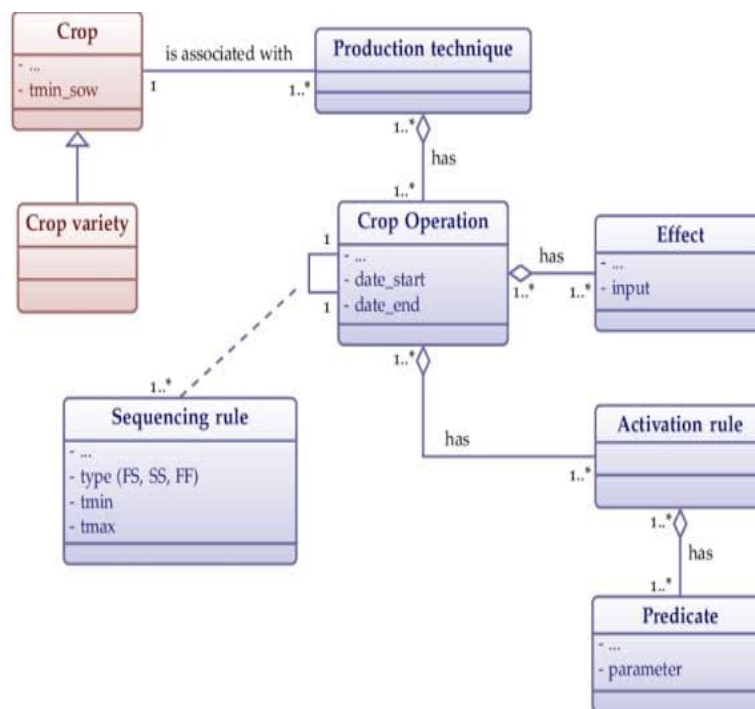 Crop
- ...
- tmin_sow
is associated with
1
1..*
Production technique
1..*
has
1..*
Crop variety
Crop Operation
- ...
- date_start
- date_end
1
1
has
1..*
1..*
Effect
- ...
- input
1..*
1..*
Sequencing rule
- ...
- type (FS, SS, FF)
- tmin
- tmax
has
1..*
Activation rule
1..*
has
1..*
Predicate
- ...
- parameter